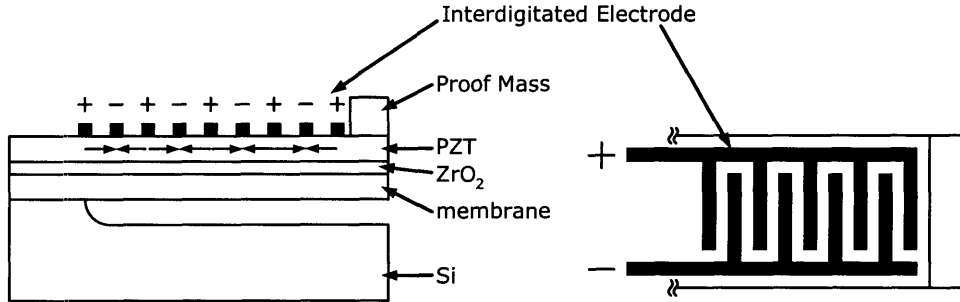 Interdigitated Electrode
Proof Mass
+ - + - + - + - +
PZT
ZrO₂
membrane
Si
+
-